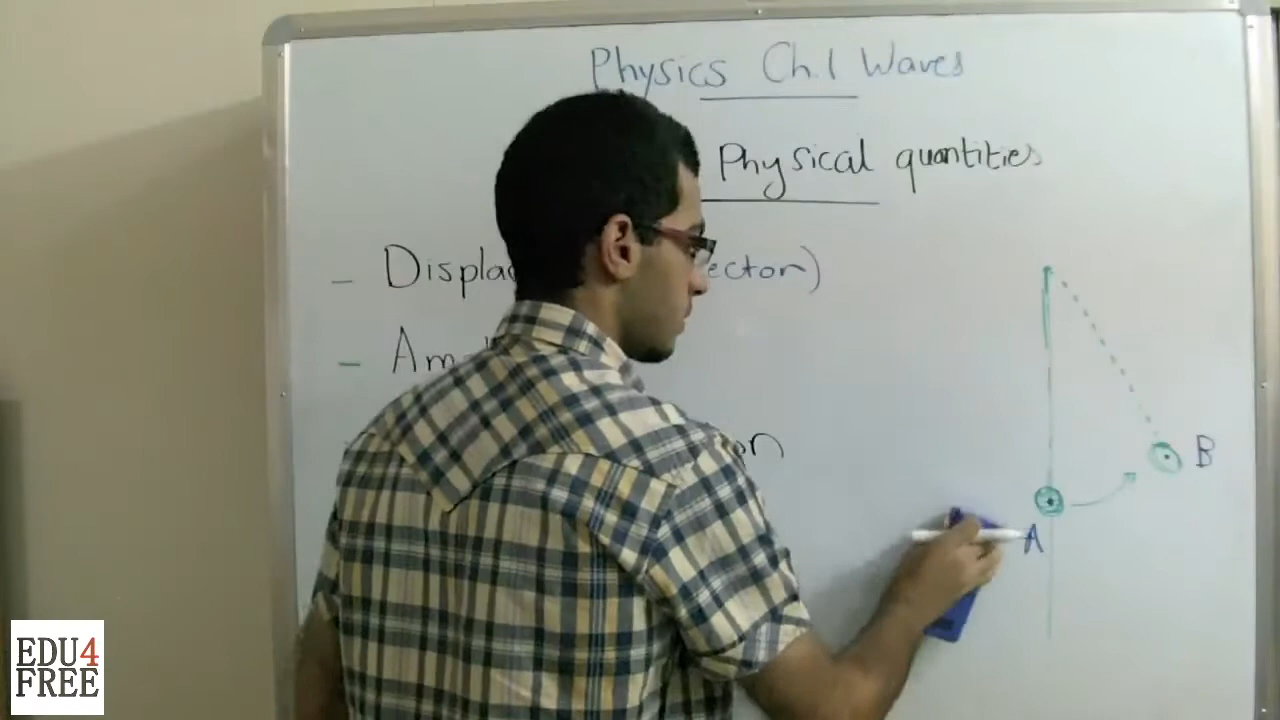 Physics Ch.1 Waves
Physical quantities
- Displac ector)
- Am
on
B
A
EDU4
FREE